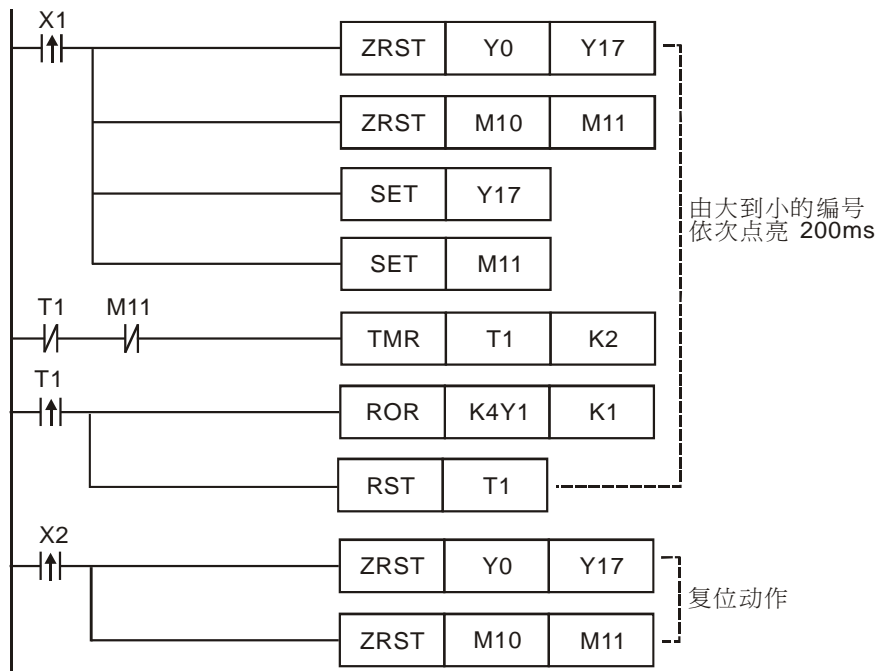 X1
ZRST Y0 Y17
ZRST M10 M11
SET Y17
SET M11
由大到小的编号
依次点亮 200ms
T1 M11
TMR T1 K2
T1
ROR K4Y1 K1
RST T1
X2
ZRST Y0 Y17
复位动作
ZRST M10 M11